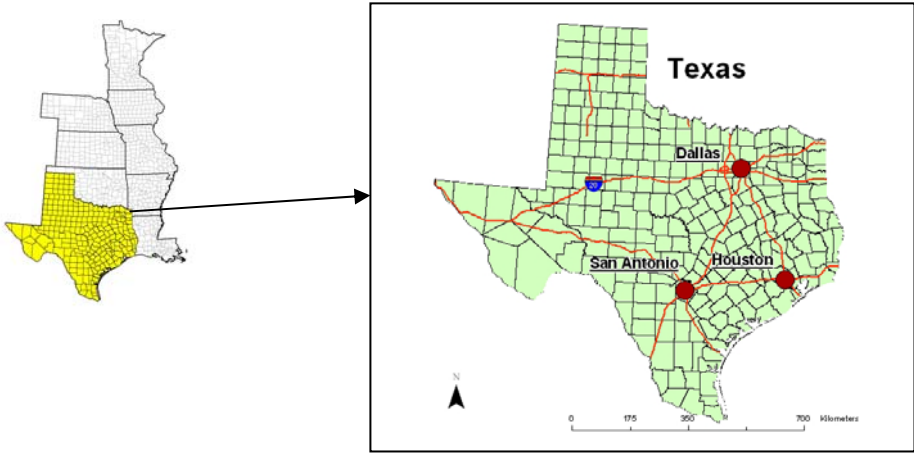 Texas
Dallas
20
San Antonio
Houston
N
0 175 350 700 Kilometers